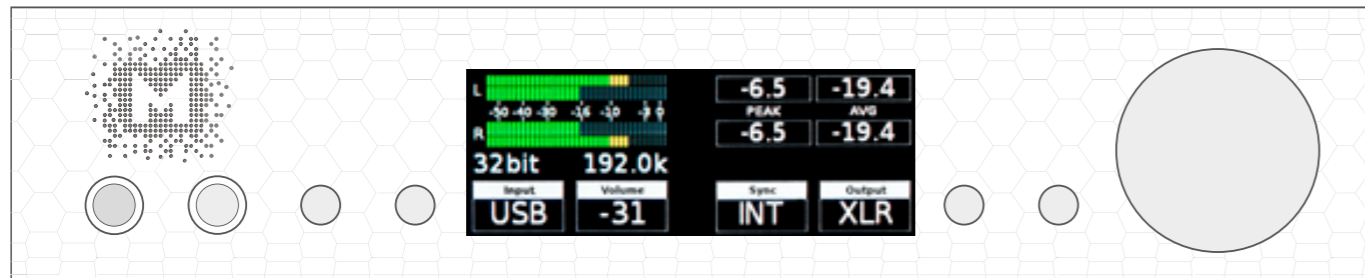 L
-6.5 -19.4
-50 -40 -30 -16 -10 -3 0
PEAK AVG
R
-6.5 -19.4
32bit 192.0k
Input Volume Sync Output
USB -31 INT XLR